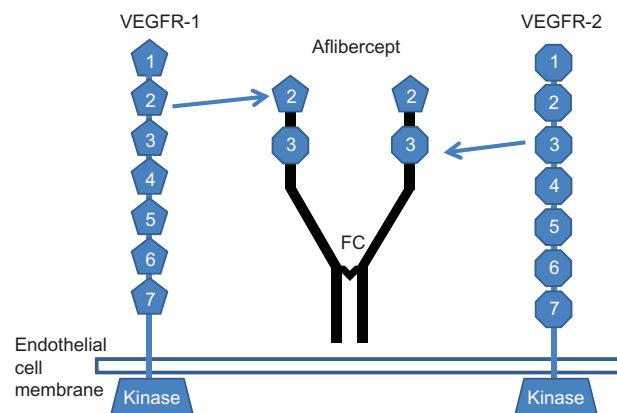 VEGFR-1
Aflibercept
VEGFR-2
1
2
3
4
5
6
7
2
3
2
3
FC
1
2
3
4
5
6
7
Endothelial
cell
membrane
Kinase
Kinase